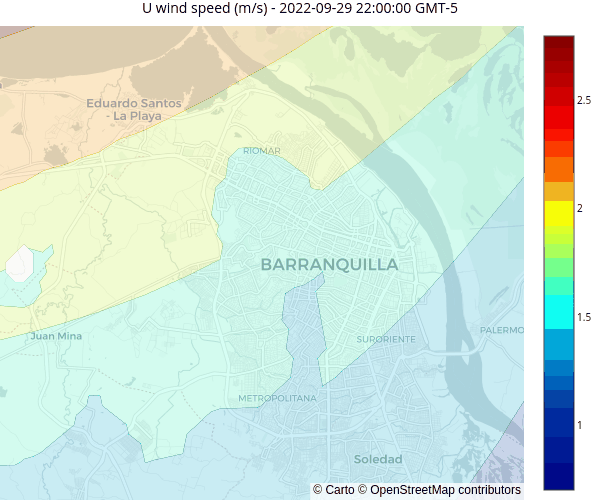 U wind speed (m/s) - 2022-09-29 22:00:00 GMT-5
Eduardo Santos
- La Playa
RIOMAR
BARRANQUILLA
Juan Mina
SURORIENTE
PALERMO
METROPOLITANA
Soledad
2.5
2
1.5
1
© Carto © OpenStreetMap contributors